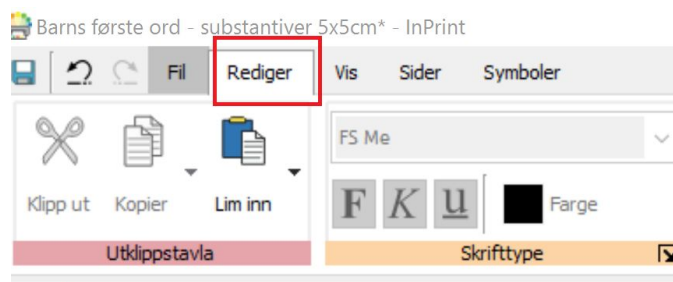 Barns første ord - substantiver 5x5cm* - InPrint
Fil Rediger Vis Sider Symboler
FS Me
Klipp ut Kopier Lim inn F K u Farge
Utklippstavla Skrifttype